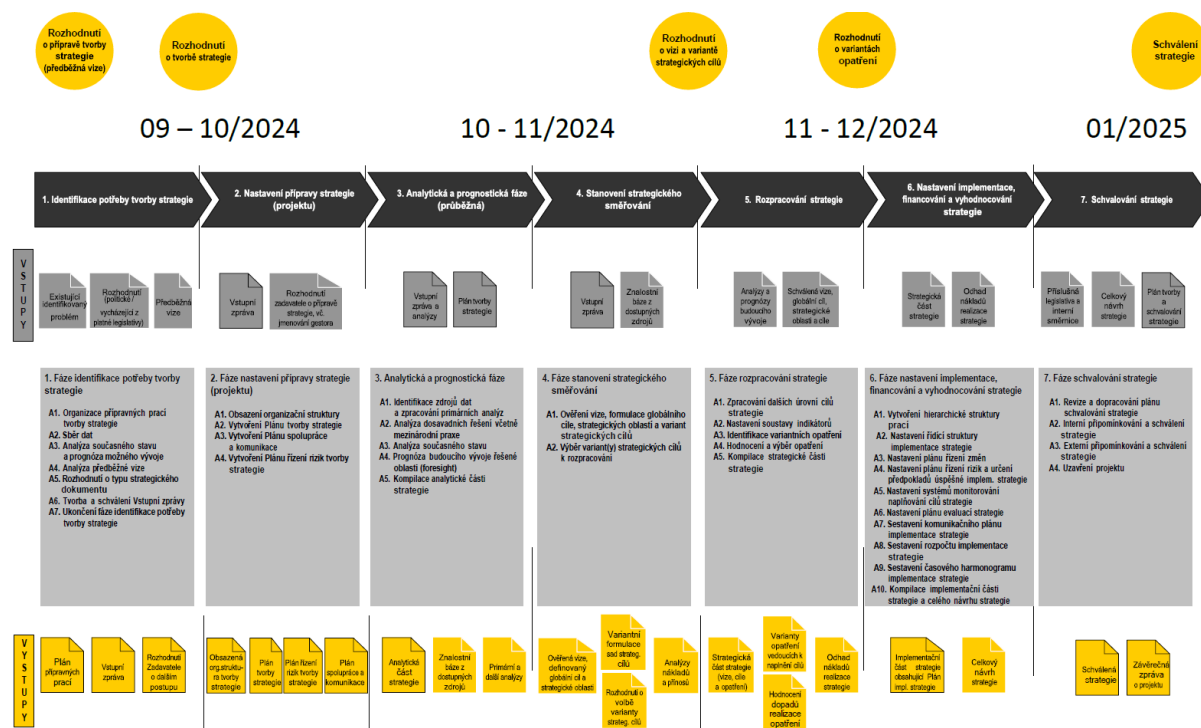 Rozhodnutí
o přípravě tvorby
strategie
(předběžná vize)
Rozhodnutí
o tvorbě strategie
Rozhodnutí
o vizi a variantě
strategických cílů
Rozhodnutí
o variantách
opatření
Schválení
strategie
09 – 10/2024
10 - 11/2024
11 - 12/2024
01/2025
1. Identifikace potřeby tvorby strategie
2. Nastavení přípravy strategie
(projektu)
3. Analytická a prognostická fáze
(průběžná)
4. Stanovení strategického
směřování
5. Rozpracování strategie
6. Nastavení implementace,
financování a vyhodnocování
strategie
7. Schvalování strategie
VSTUPY
Existující
identifikovaný
problém
Rozhodnutí
(politické /
vycházející z
platné legislativy)
Předběžná
vize
Vstupní
zpráva
Rozhodnutí
zadavatele o přípravě
strategie, vč.
jmenování gestora
Vstupní
zpráva a
analýzy
Plán tvorby
strategie
Vstupní
zpráva
Znalostní
báze z
dostupných
zdrojů
Analýzy a
prognózy
budoucího
vývoje
Schválená vize,
globální cíl,
strategické
oblasti a cíle
Strategická
část
strategie
Odhad
nákladů
realizace
strategie
Příslušná
legislativa a
interní
směrnice
Celkový
návrh
strategie
Plán tvorby
a
schvalování
strategie
1. Fáze identifikace potřeby tvorby
strategie
A1. Organizace přípravných prací
tvorby strategie
A2. Sběr dat
A3. Analýza současného stavu
a prognóza možného vývoje
A4. Analýza předběžné vize
A5. Rozhodnutí o typu strategického
dokumentu
A6. Tvorba a schválení Vstupní zprávy
A7. Ukončení fáze identifikace potřeby
tvorby strategie
2. Fáze nastavení přípravy strategie
(projektu)
A1. Obsazení organizační struktury
A2. Vytvoření Plánu tvorby strategie
A3. Vytvoření Plánu spolupráce
a komunikace
A4. Vytvoření Plánu řízení rizik tvorby
strategie
3. Analytická a prognostická fáze
A1. Identifikace zdrojů dat
a zpracování primárních analýz
A2. Analýza dosavadních řešení včetně
mezinárodní praxe
A3. Analýza současného stavu
A4. Prognóza budoucího vývoje řešené
oblasti (foresight)
A5. Kompilace analytické části
strategie
4. Fáze stanovení strategického
směřování
A1. Ověření vize, formulace globálního
cíle, strategických oblastí a variant
strategických cílů
A2. Výběr variant(y) strategických cílů
k rozpracování
5. Fáze rozpracování strategie
A1. Zpracování dalších úrovní cílů
strategie
A2. Nastavení soustavy indikátorů
A3. Identifikace variantních opatření
A4. Hodnocení a výběr opatření
A5. Kompilace strategické části
strategie
6. Fáze nastavení implementace,
financování a vyhodnocování strategie
A1. Vytvoření hierarchické struktury
prací
A2. Nastavení řídící struktury
implementace strategie
A3. Nastavení plánu řízení změn
A4. Nastavení plánu řízení rizik a určení
předpokladů úspěšné implem. strategie
A5. Nastavení systémů monitorování
naplňování cílů strategie
A6. Nastavení plánu evaluací strategie
A7. Sestavení komunikačního plánu
implementace strategie
A8. Sestavení rozpočtu implementace
strategie
A9. Sestavení časového harmonogramu
implementace strategie
A10. Kompilace implementační části
strategie a celého návrhu strategie
7. Fáze schvalování strategie
A1. Revize a dopracování plánu
schvalování strategie
A2. Interní připomínkování a schválení
strategie
A3. Externí připomínkování a schválení
strategie
A4. Uzavření projektu
VÝSTUPY
Plán
přípravných
prací
Vstupní
zpráva
Rozhodnutí
Zadavatele
o dalším
postupu
Obsazená
org.struktu-
ra tvorby
strategie
Plán
tvorby
strategie
Plán řízení
rizik tvorby
strategie
Plán
spolupráce a
komunikace
Analytická
část
strategie
Znalostní
báze z
dostupných
zdrojů
Primární a
další analýzy
Ověřená vize,
definovaný
globální cíl a
strategické oblasti
Variantní
formulace
sad strateg.
cílů
Rozhodnutí o
volbě
varianty
strateg. cílů
Analýzy
nákladů
a přínosů
Strategická
část strategie
(vize, cíle
a opatření)
Varianty
opatření
vedoucích k
naplnění cílů
Hodnocení
dopadů
realizace
opatření
Odhad
nákladů
realizace
strategie
Implementační
část strategie
obsahující Plán
impl. strategie
Celkový
návrh
strategie
Schválená
strategie
Závěrečná
zpráva
o projektu